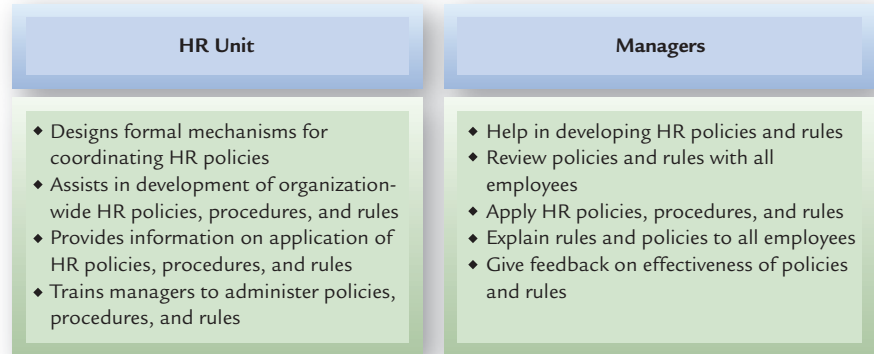 HR Unit
◆ Designs formal mechanisms for
coordinating HR policies
◆ Assists in development of organization-
wide HR policies, procedures, and rules
◆ Provides information on application of
HR policies, procedures, and rules
◆ Trains managers to administer policies,
procedures, and rules
Managers
◆ Help in developing HR policies and rules
◆ Review policies and rules with all
employees
◆ Apply HR policies, procedures, and rules
◆ Explain rules and policies to all employees
◆ Give feedback on effectiveness of policies
and rules